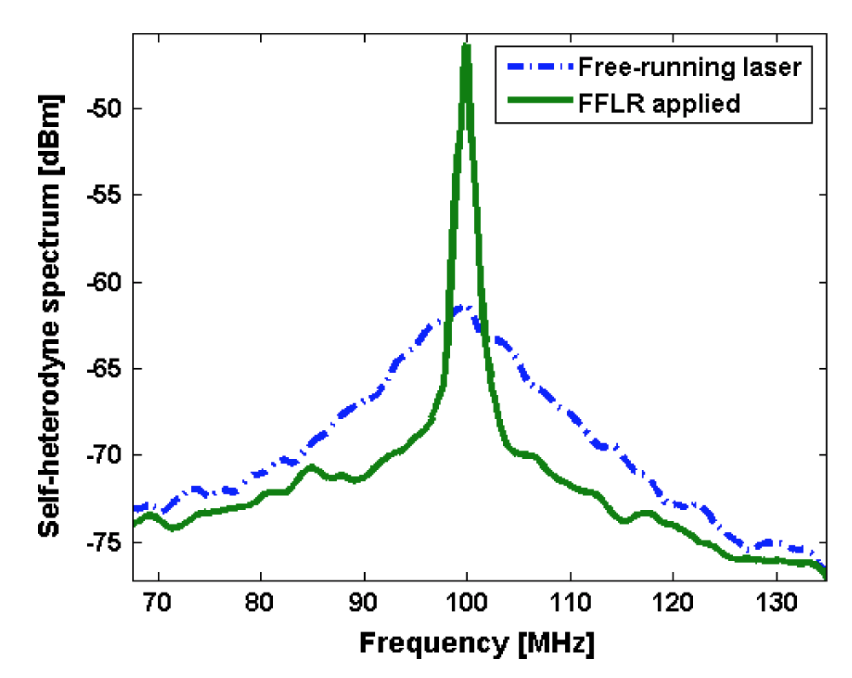 Self-heterodyne spectrum [dBm]
-50
-55
-60
-65
-70
-75
Free-running laser
FFLR applied
70 80 90 100 110 120 130
Frequency [MHz]